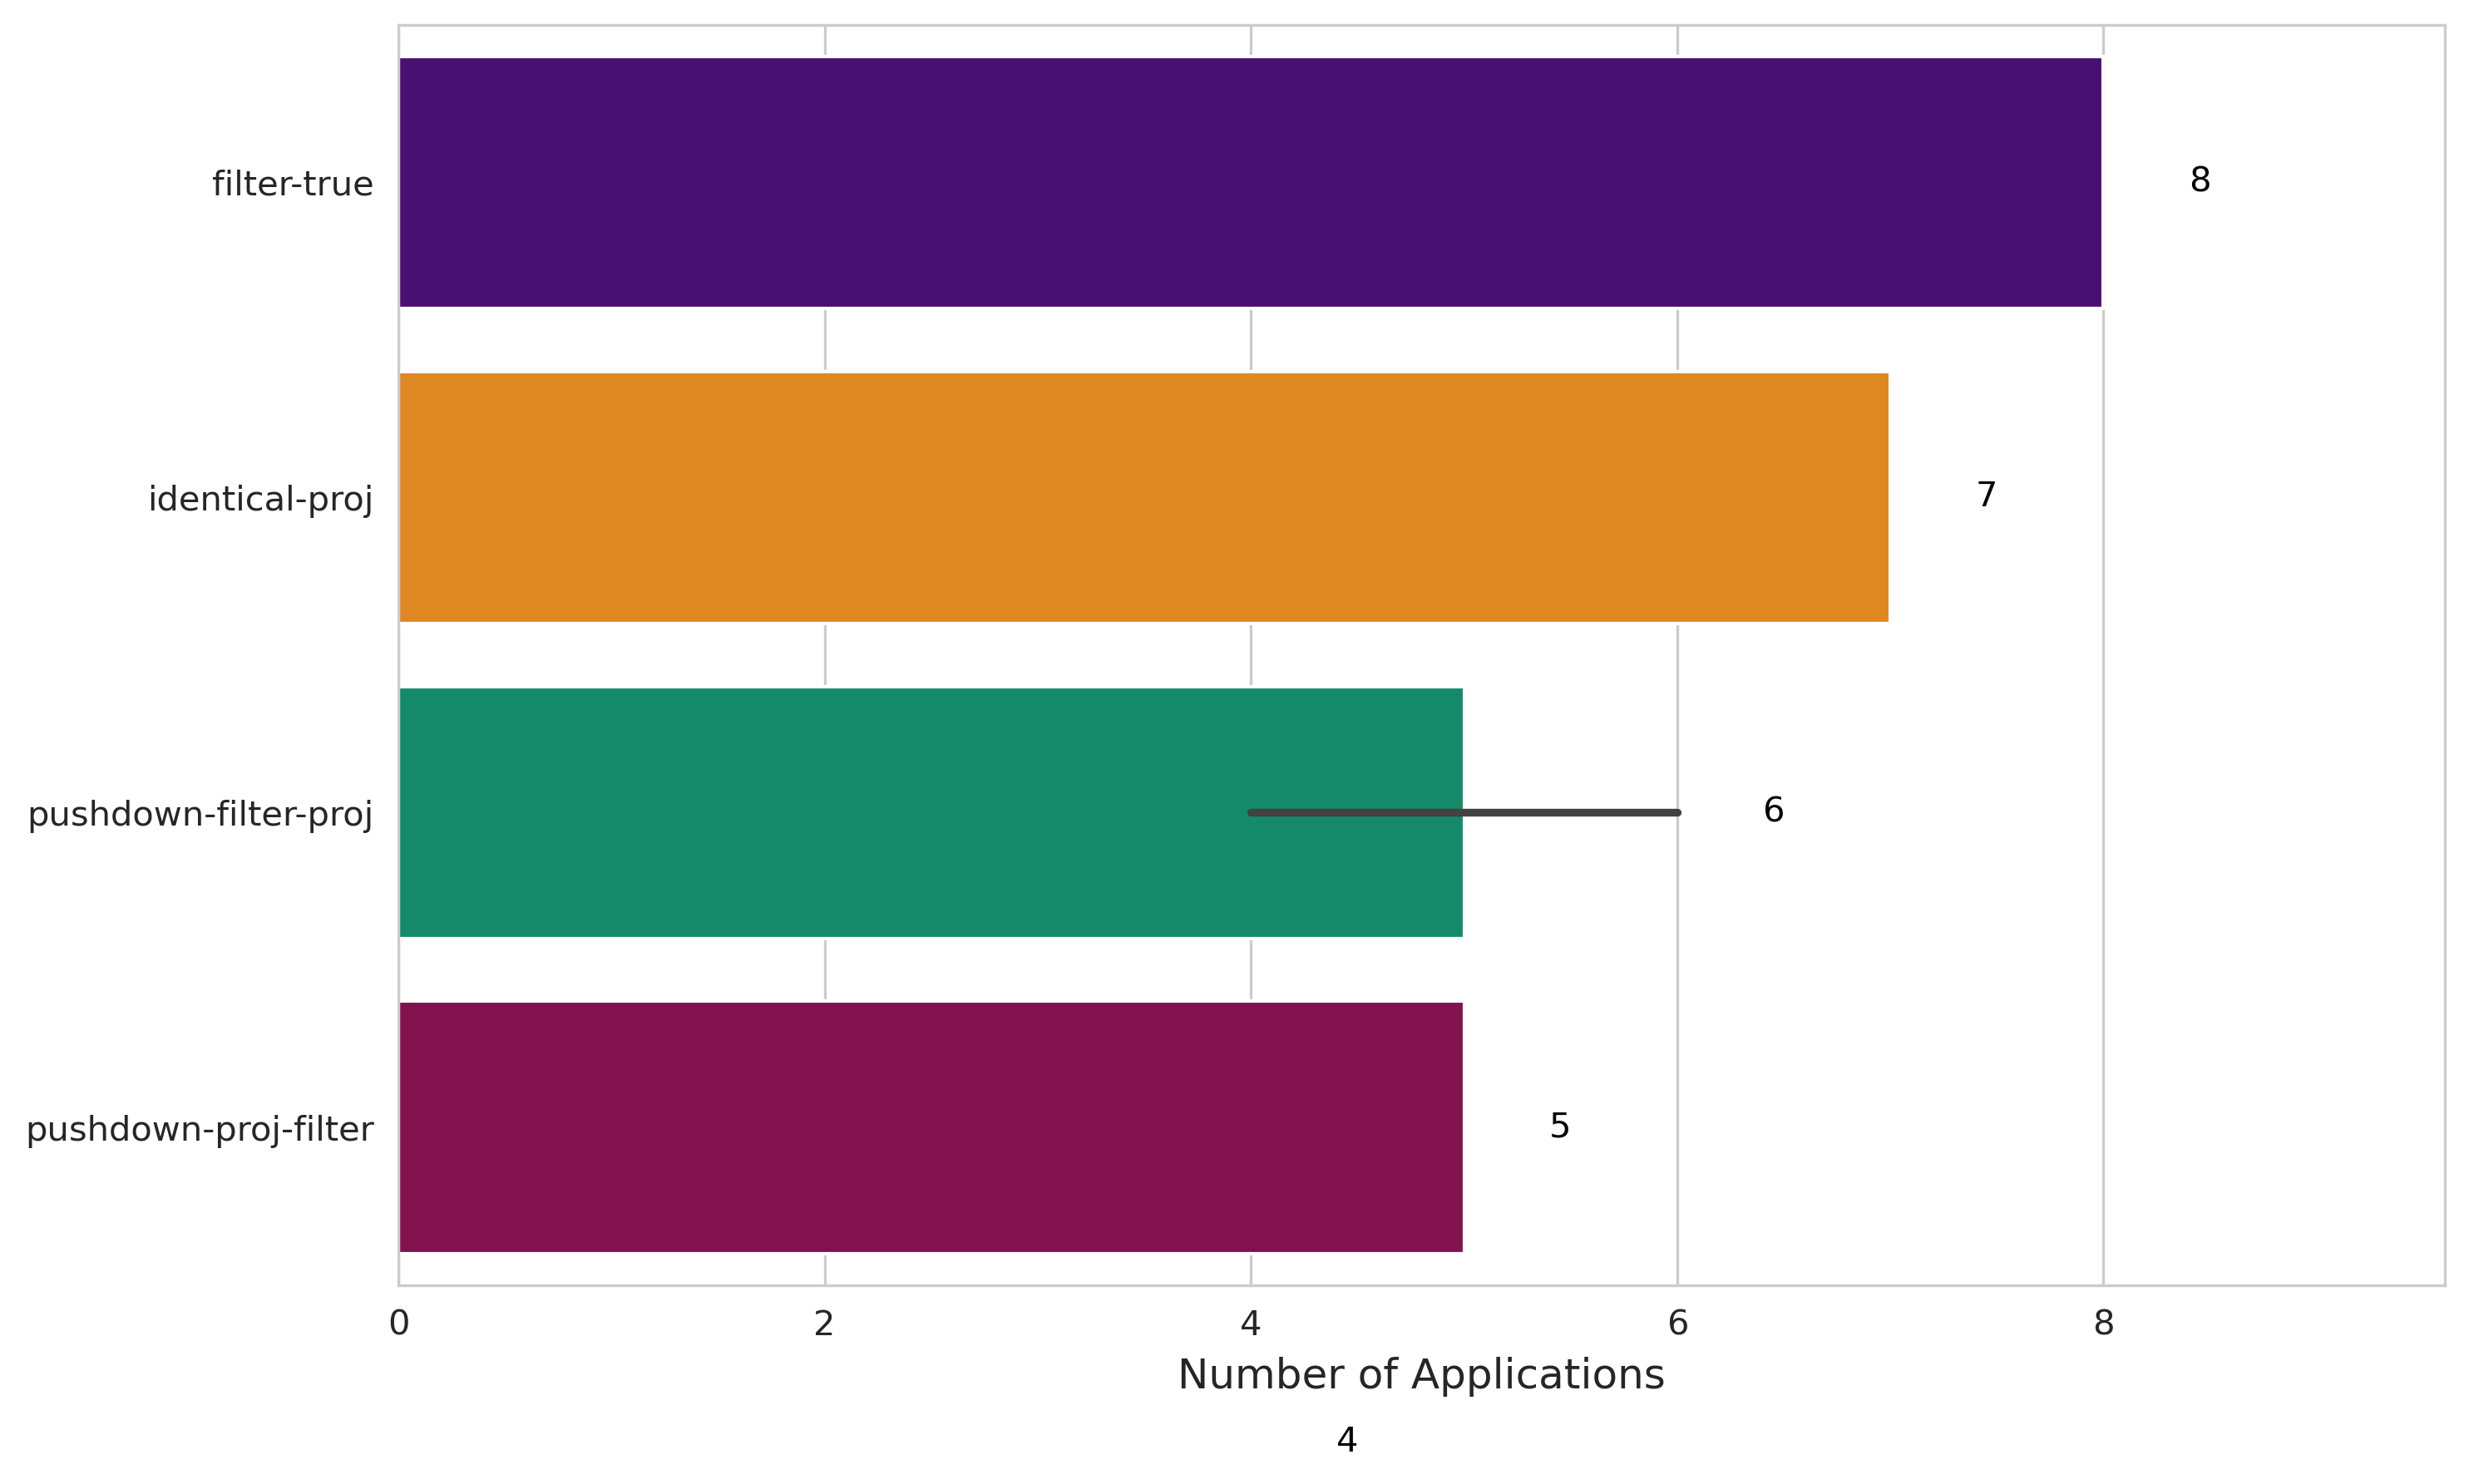 filter-true 8
identical-proj 7
pushdown-filter-proj 6
pushdown-proj-filter 5
0 2 4 6 8
Number of Applications
4